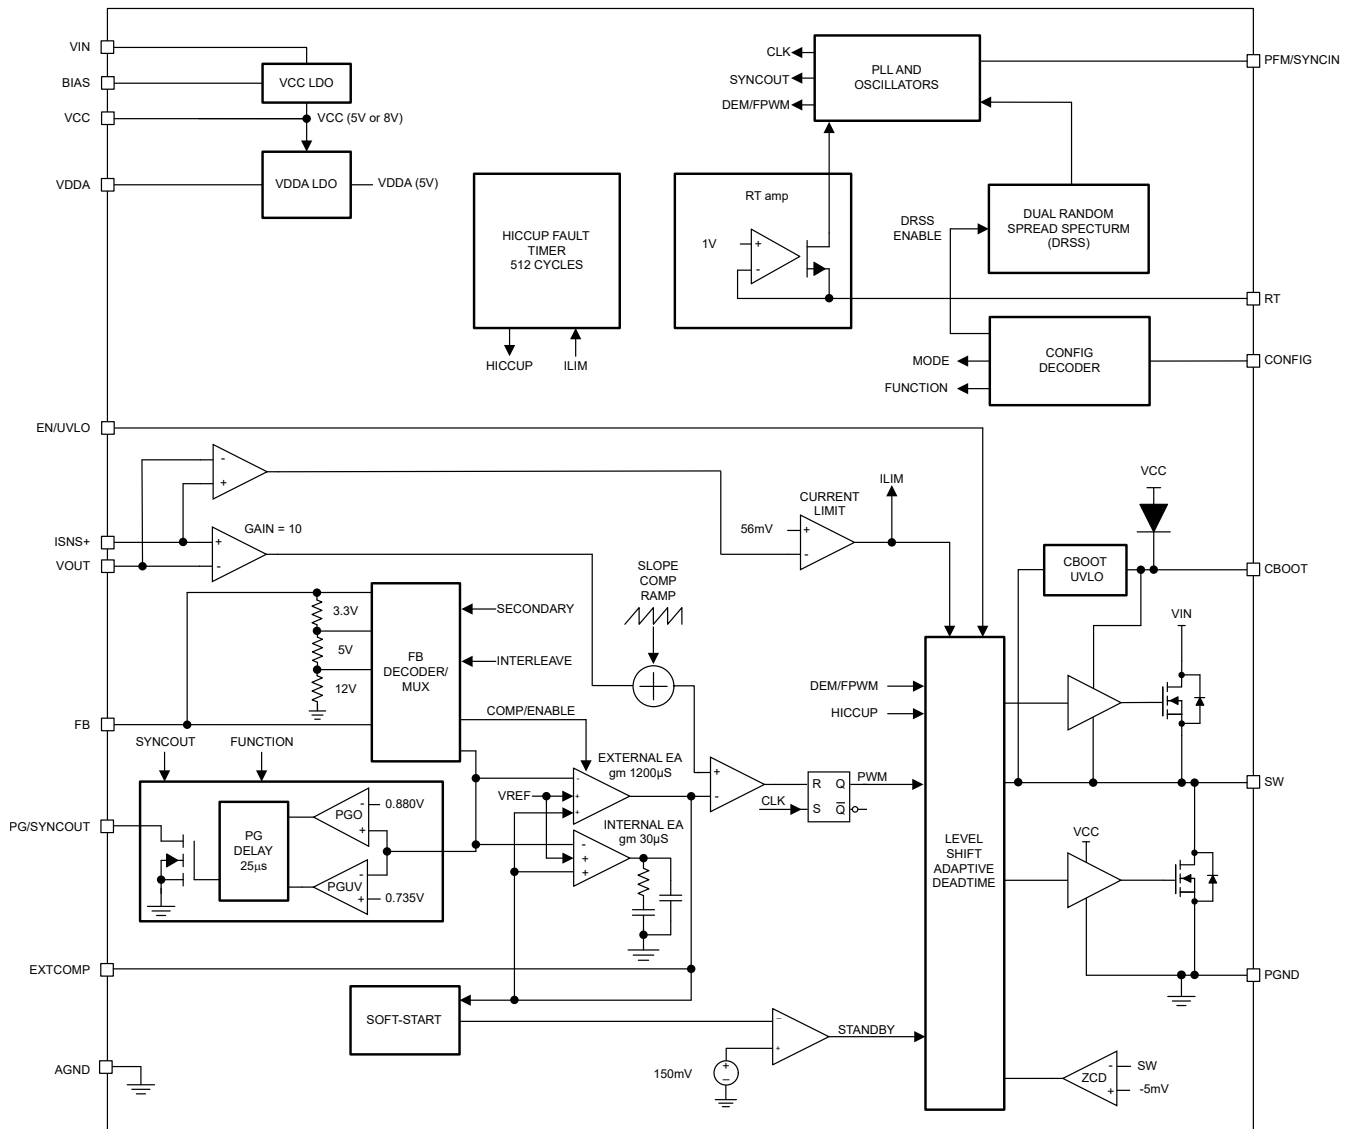 VIN
BIAS
VCC
VDDA
VCC LDO
VCC (5V or 8V)
VDDA LDO
VDDA (5V)
HICCUP FAULT
TIMER
512 CYCLES
HICCUP
ILIM
CLK
SYNCOUT
DEM/FPWM
PLL AND
OSCILLATORS
PFM/SYNCIN
RT amp
1V
+
-
DRSS
ENABLE
DUAL RANDOM
SPREAD SPECTURM
(DRSS)
RT
MODE
FUNCTION
CONFIG
DECODER
CONFIG
EN/UVLO
-
+
ISNS+
VOUT
GAIN = 10
+
-
CURRENT
LIMIT
56mV
+
-
ILIM
VCC
CBOOT
UVLO
CBOOT
SLOPE
COMP
RAMP
3.3V
5V
12V
FB
DECODER/
MUX
SECONDARY
INTERLEAVE
COMP/ENABLE
FB
VIN
DEM/FPWM
HICCUP
SYNCOUT
FUNCTION
EXTERNAL EA
gm 1200µS
-
+
+
VREF
INTERNAL EA
gm 30µS
-
+
+
+
-
R Q
S Q
PWM
CLK
SW
PG/SYNCOUT
PG
DELAY
25µs
PGO
-
+
0.880V
PGUV
-
+
0.735V
LEVEL
SHIFT
ADAPTIVE
DEADTIME
VCC
EXTCOMP
PGND
SOFT-START
–
+
STANDBY
150mV
+
–
AGND
ZCD
-
+
SW
-5mV